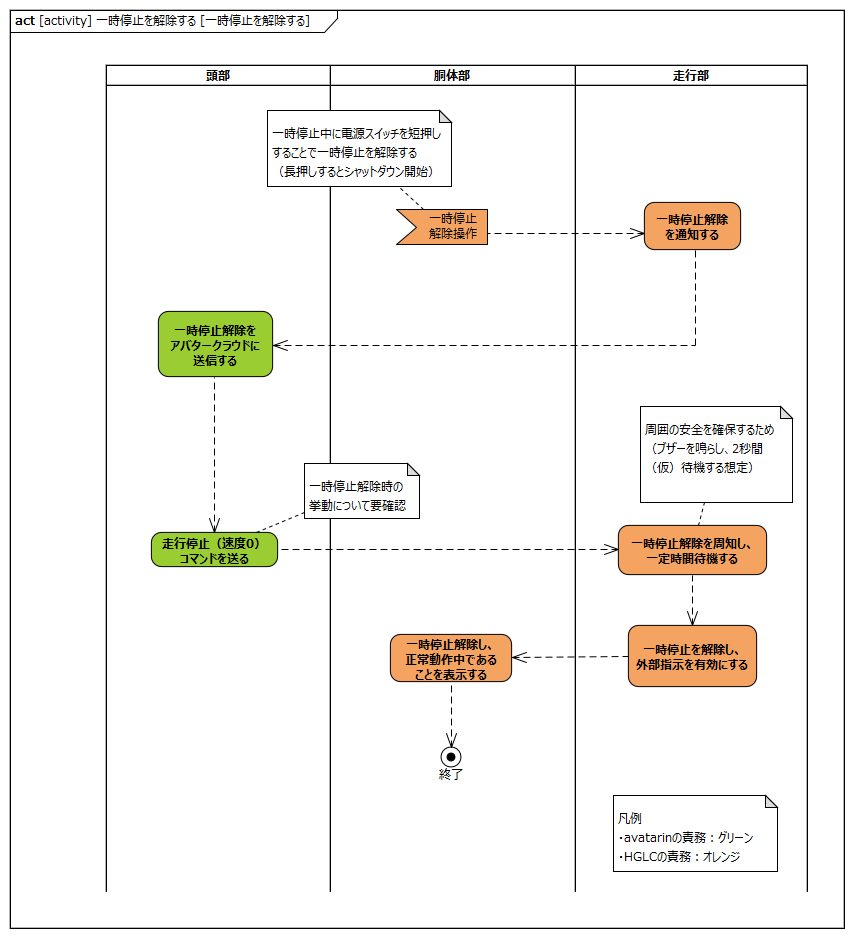 act [activity] 一時停止を解除する [一時停止を解除する]
頭部
胴体部
走行部
一時停止中に電源スイッチを短押し
することで一時停止を解除する
（長押しするとシャットダウン開始）
一時停止
解除操作
一時停止解除
を通知する
一時停止解除を
アバタークラウドに
送信する
周囲の安全を確保するため
（ブザーを鳴らし、2秒間
（仮）待機する想定）
一時停止解除時の
挙動について要確認
走行停止（速度0）
コマンドを送る
一時停止解除を周知し、
一定時間待機する
一時停止解除し、
正常動作中である
ことを表示する
一時停止を解除し、
外部指示を有効にする
終了
凡例
・avatarinの責務：グリーン
・HGLCの責務：オレンジ